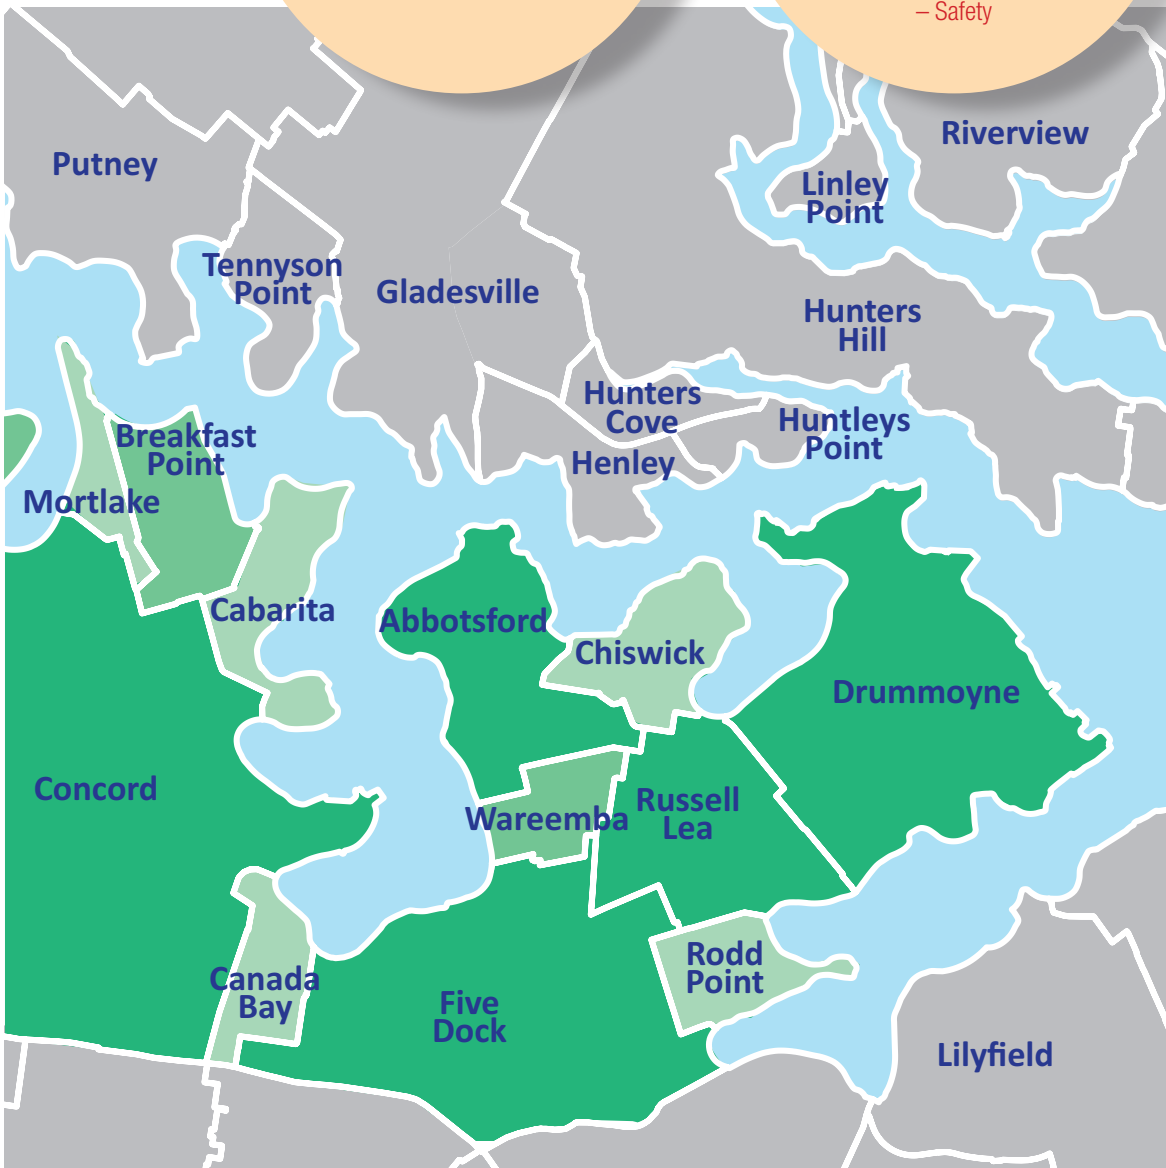 – Safety
Riverview
Putney
Linley
Point
Tennyson
Point
Gladesville
Hunters
Hill
Hunters
Cove
Huntleys
Point
Henley
Breakfast
Point
Mortlake
Cabarita
Abbotsford
Chiswick
Drummoyne
Concord
Wareemba
Russell
Lea
Rodd
Point
Canada
Bay
Five
Dock
Lilyfield